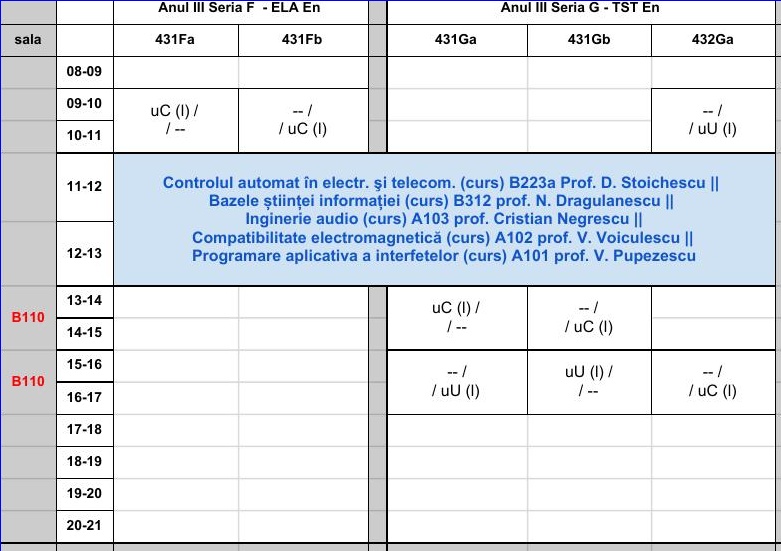 Anul III Seria F - ELA En Anul III Seria G - TST En
sala 431Fa 431Fb 431Ga 431Gb 432Ga
08-09
09-10
10-11
uC (l) /
/ --
-- /
/ uC (l)
-- /
/ uU (l)
11-12
12-13
Controlul automat în electr. şi telecom. (curs) B223a Prof. D. Stoichescu ||
Bazele științei informației (curs) B312 prof. N. Dragulanescu ||
Inginerie audio (curs) A103 prof. Cristian Negrescu ||
Compatibilitate electromagnetică (curs) A102 prof. V. Voiculescu ||
Programare aplicativa a interfetelor (curs) A101 prof. V. Pupezescu
B110
13-14
14-15
uC (l) /
/ --
-- /
/ uC (l)
B110
15-16
16-17
-- /
/ uU (l)
uU (l) /
/ --
-- /
/ uC (l)
17-18
18-19
19-20
20-21